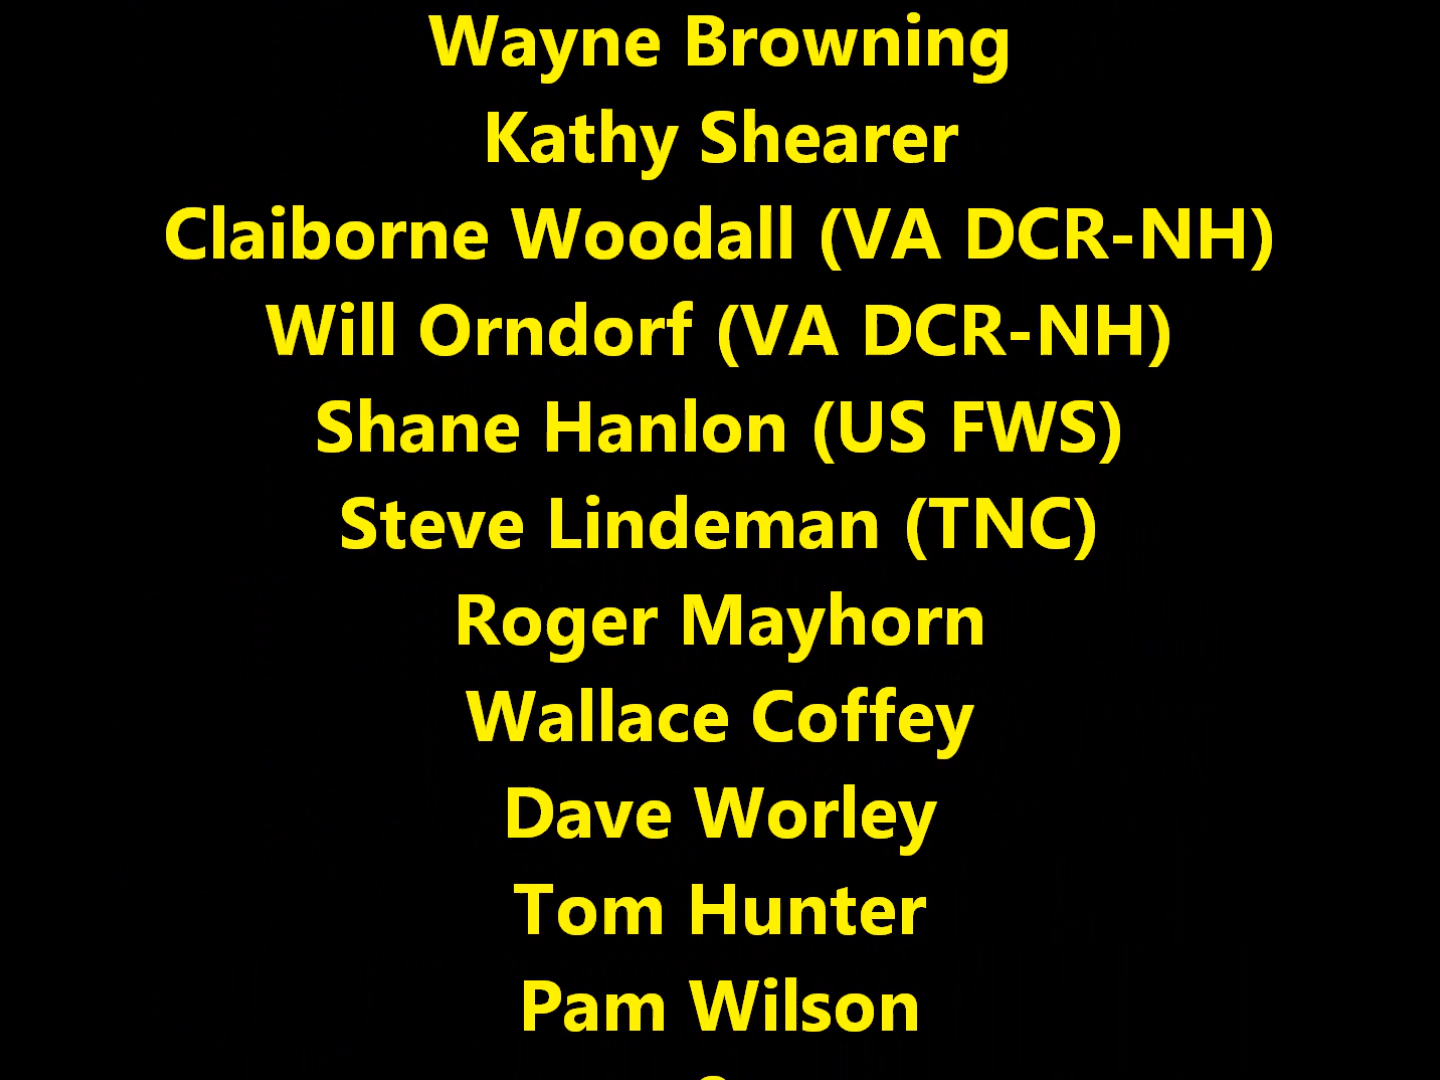 Wayne Browning
Kathy Shearer
Claiborne Woodall (VA DCR-NH)
Will Orndorf (VA DCR-NH)
Shane Hanlon (US FWS)
Steve Lindeman (TNC)
Roger Mayhorn
Wallace Coffey
Dave Worley
Tom Hunter
Pam Wilson